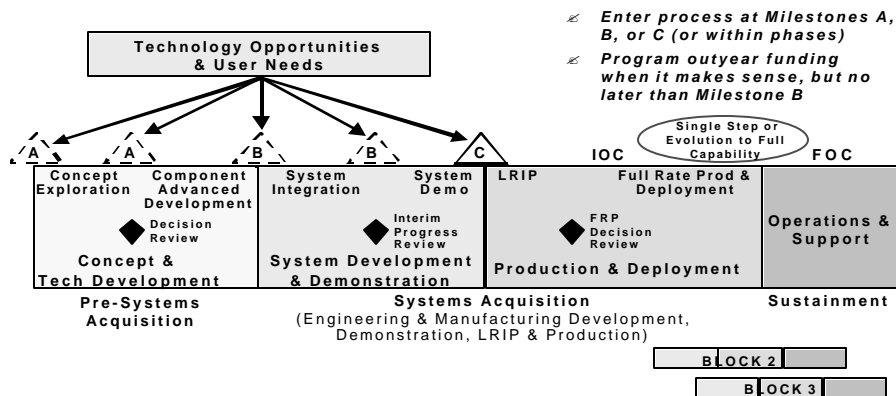 Enter process at Milestones A,
B, or C (or within phases)
Program outyear funding
when it makes sense, but no
later than Milestone B
Technology Opportunities
& User Needs
A
A
B
B
C
IOC
Single Step or
Evolution to Full
Capability
FOC
Concept
Exploration
Component
Advanced
Development
System
Integration
System
Demo
LRIP
Full Rate Prod &
Deployment
Decision
Review
Interim
Progress
Review
FRP
Decision
Review
Operations &
Support
Concept &
Tech Development
System Development
& Demonstration
Production & Deployment
Pre-Systems
Acquisition
Systems Acquisition
(Engineering & Manufacturing Development,
Demonstration, LRIP & Production)
Sustainment
BLOCK 2
BLOCK 3